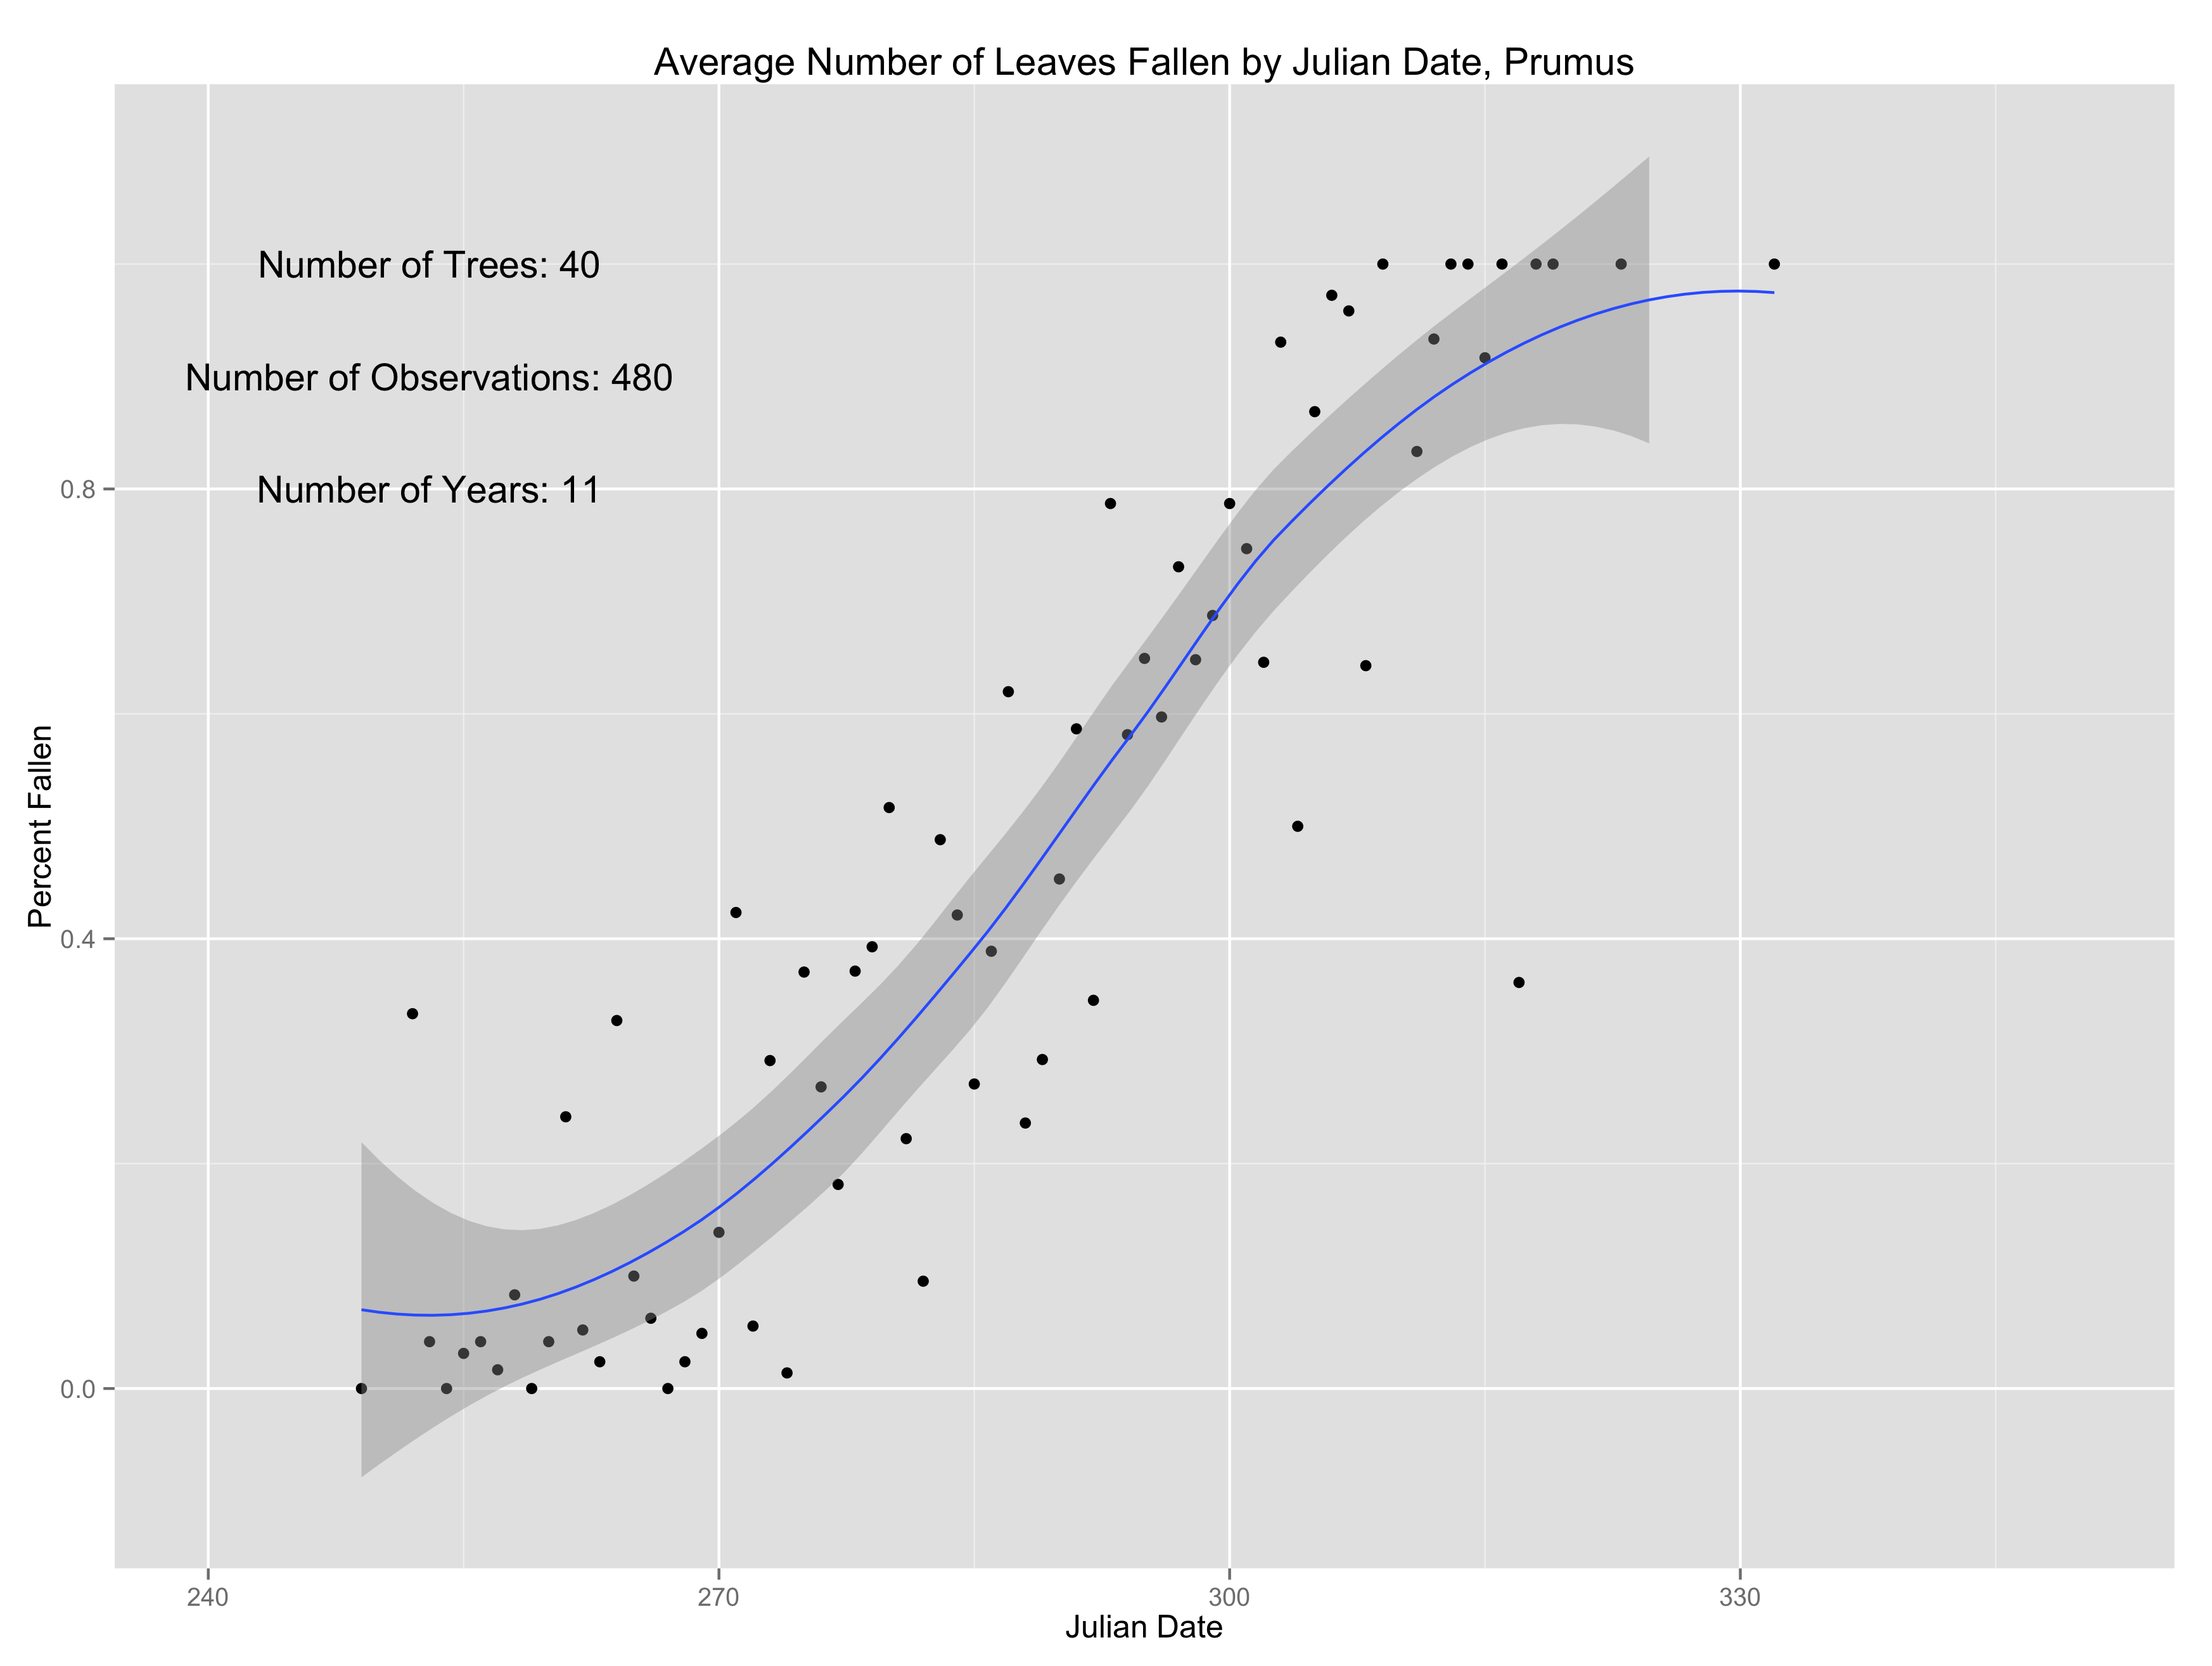 Average Number of Leaves Fallen by Julian Date, Prumus
Number of Trees: 40
Number of Observations: 480
Number of Years: 11
Percent Fallen
0.8
0.4
0.0
240
270
300
330
Julian Date